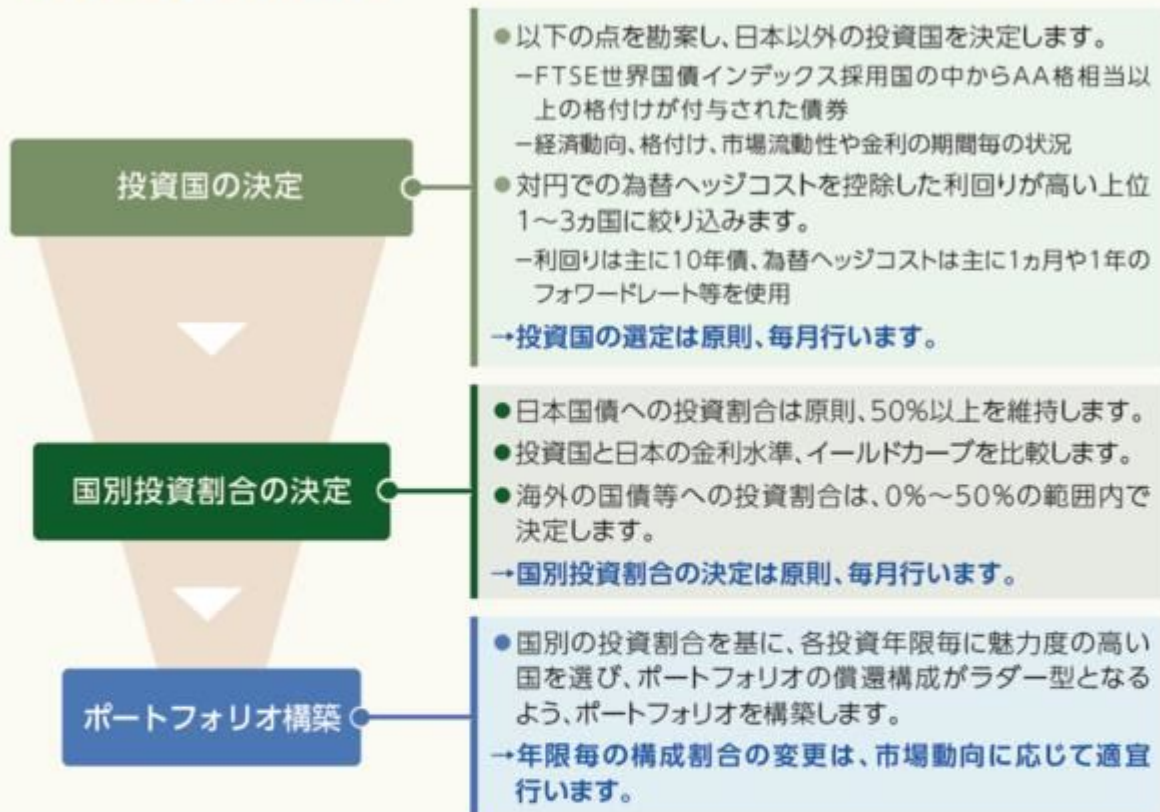 ●以下の点を勘案し、日本以外の投資国を決定します。
−FTSE世界国債インデックス採用国の中からAA格相当以
上の格付けが付与された債券
−経済動向、格付け、市場流動性や金利の期間毎の状況
投資国の決定
●対円での為替ヘッジコストを控除した利回りが高い上位
1〜3ヵ国に絞り込みます。
−利回りは主に10年債、為替ヘッジコストは主に1ヵ月や1年の
フォワードレート等を使用
→投資国の選定は原則、毎月行います。
●日本国債への投資割合は原則、50%以上を維持します。
●投資国と日本の金利水準、イールドカーブを比較します。
国別投資割合の決定
●海外の国債等への投資割合は、0%〜50%の範囲内で
決定します。
→国別投資割合の決定は原則、毎月行います。
●国別の投資割合を基に、各投資年限毎に魅力度の高い
国を選び、ポートフォリオの償還構成がラダー型となる
よう、ポートフォリオを構築します。
ポートフォリオ構築
→年限毎の構成割合の変更は、市場動向に応じて適宜
行います。